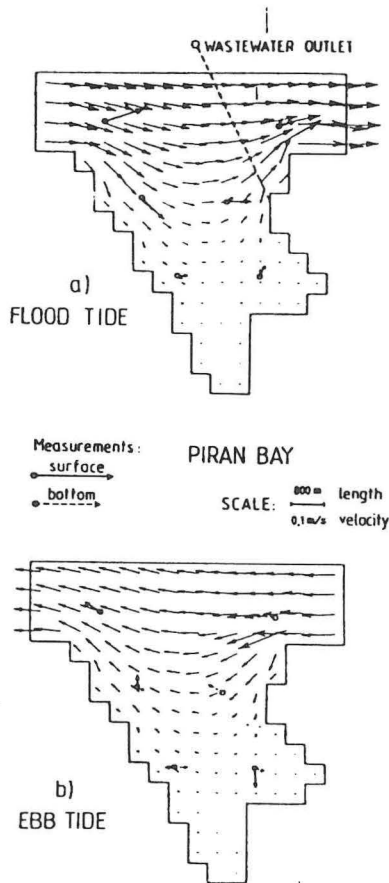 WASTEWATER OUTLET
a)
FLOOD TIDE
Measurements:
surface
bottom
PIRAN BAY
SCALE:
800 m length
0,1 m/s velocity
b)
EBB TIDE